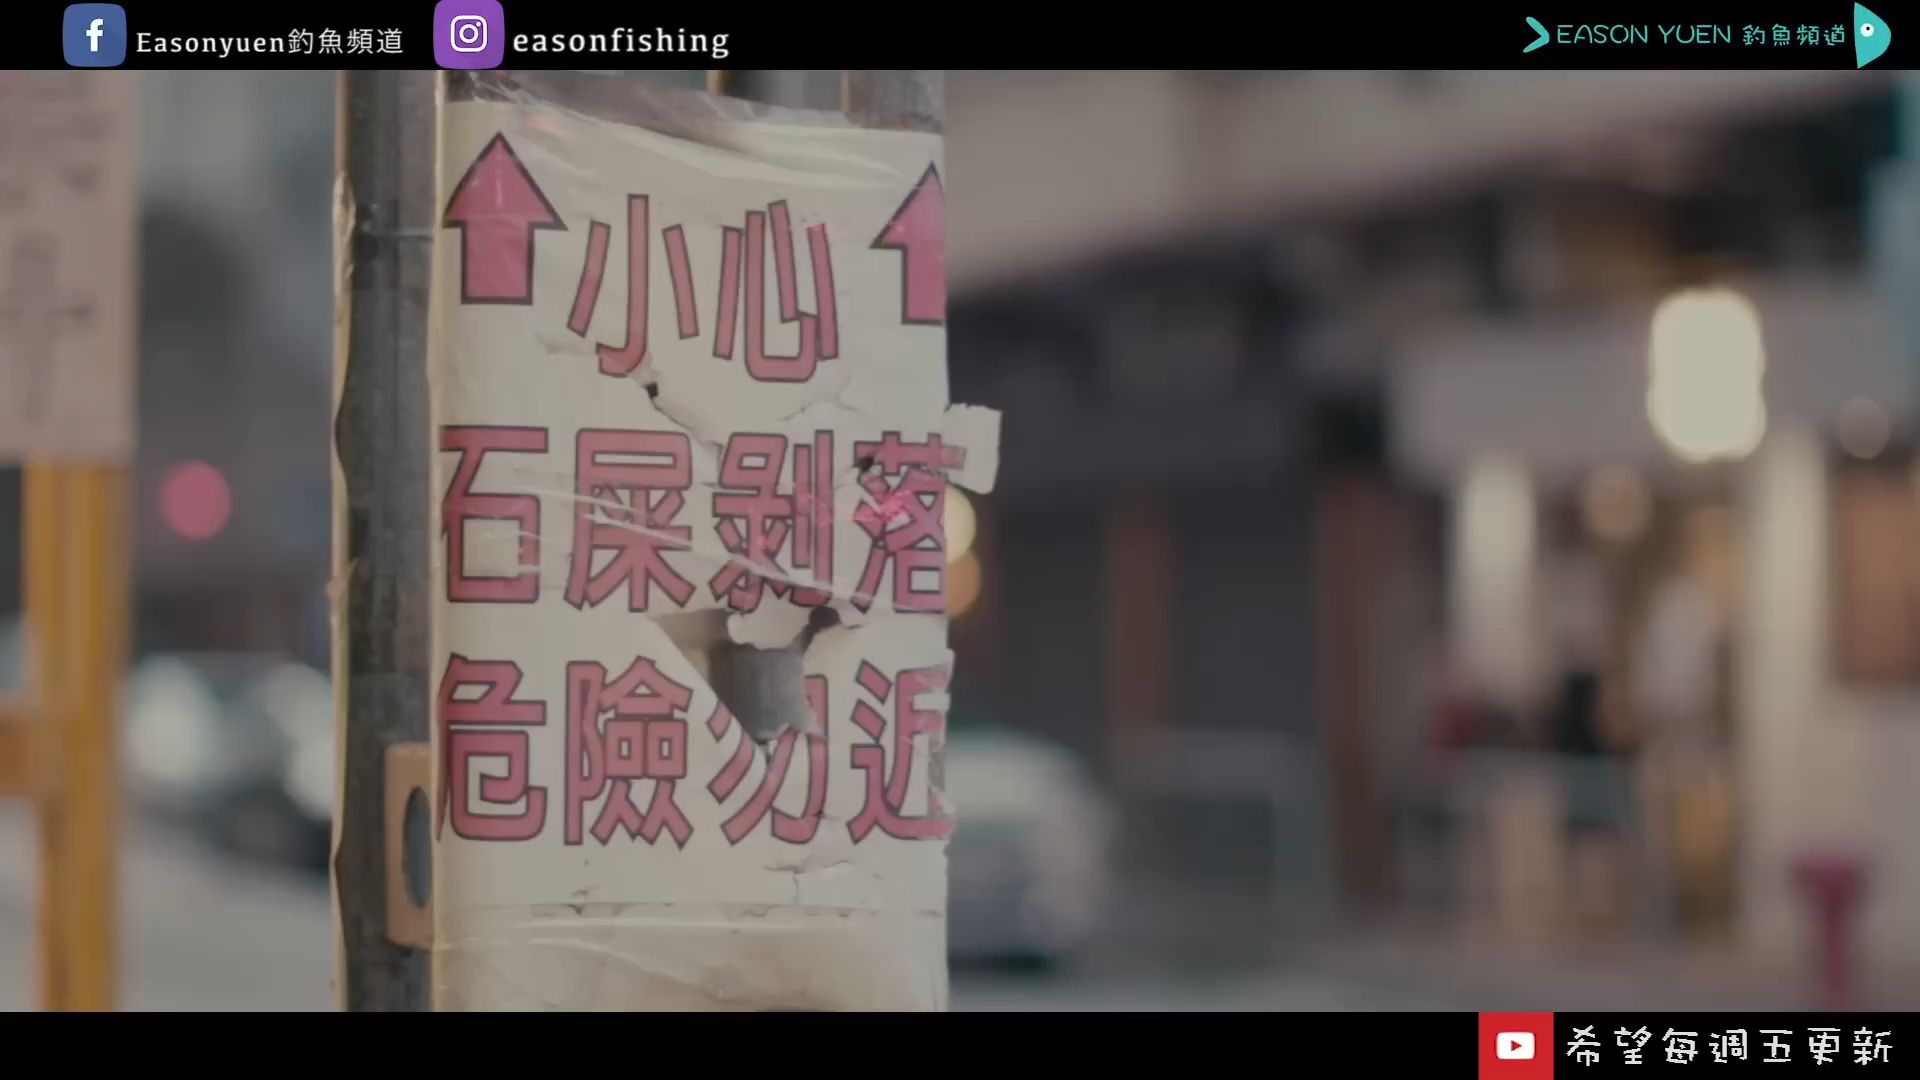 Easonyuen釣魚頻道
easonfishing
EASON YUEN 釣魚頻道
小心
石屎剝落
危險勿近
希望每週五更新